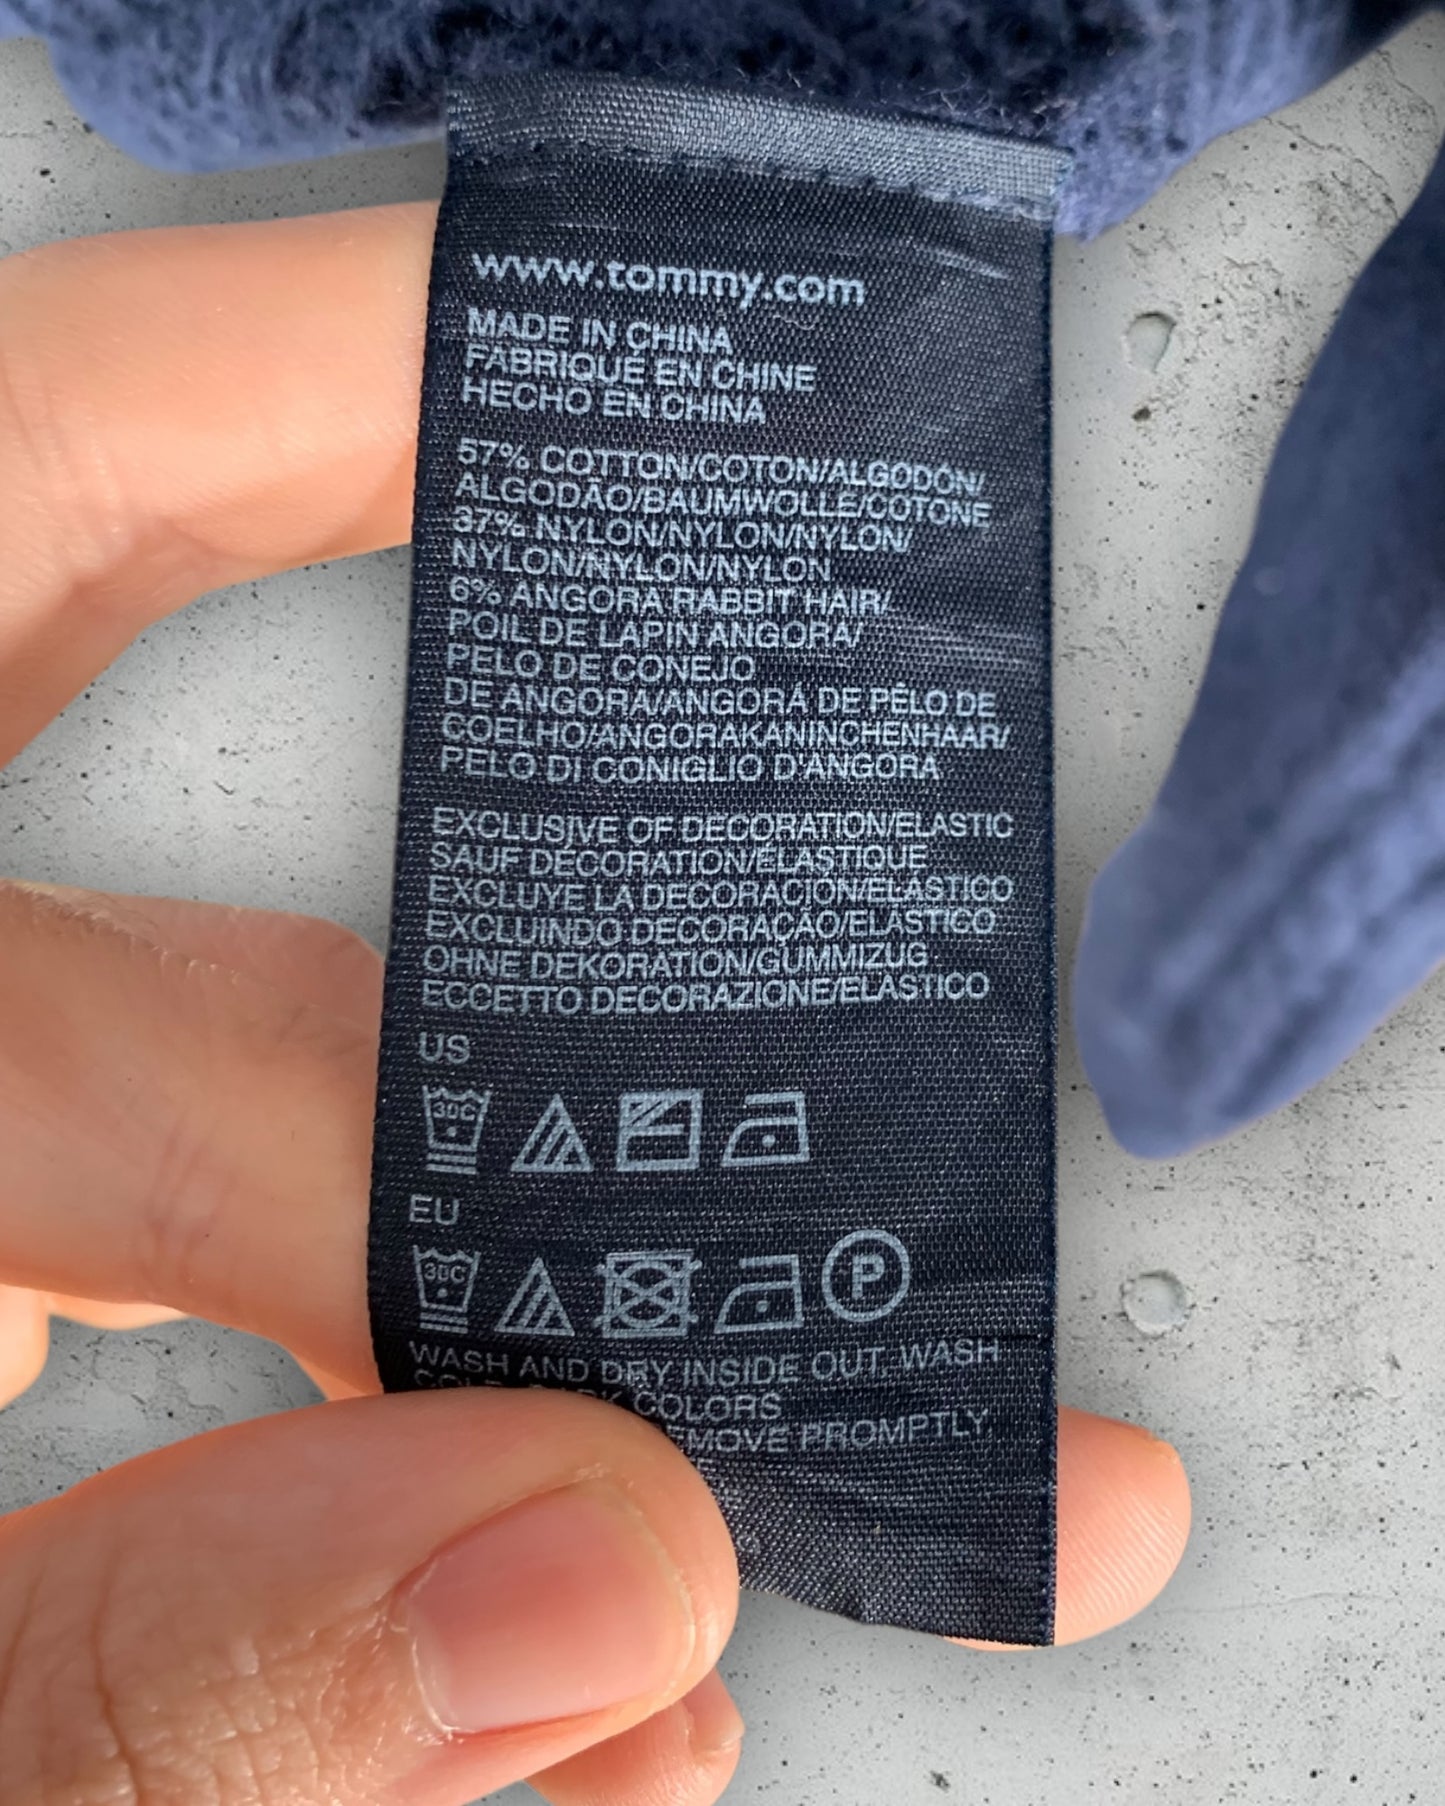 www.tommy.com
MADE IN CHINA
FABRIQUÉ EN CHINE
HECHO EN CHINA
57% COTTON/COTON/ALGODÓN/
ALGODÃO/BAUMWOLLE/COTONE
37% NYLON/NYLON/NYLON/
NYLON/NYLON/NYLON
6% ANGORA RABBIT HAIR/
POIL DE LAPIN ANGORA/
PELO DE CONEJO
DE ANGORA/ANGORÁ DE PÊLO DE
COELHO/ANGORAKANINCHENHAAR/
PELO DI CONIGLIO D'ANGORA
EXCLUSIVE OF DECORATION/ELASTIC
SAUF DÉCORATION/ÉLASTIQUE
EXCLUYE LA DECORACIÓN/ELÁSTICO
EXCLUINDO DECORAÇÃO/ELÁSTICO
OHNE DEKORATION/GUMMIZUG
ECCETTO DECORAZIONE/ELASTICO
US
30C
EU
30C P
WASH AND DRY INSIDE OUT. WASH
COLORS
PROMPTLY